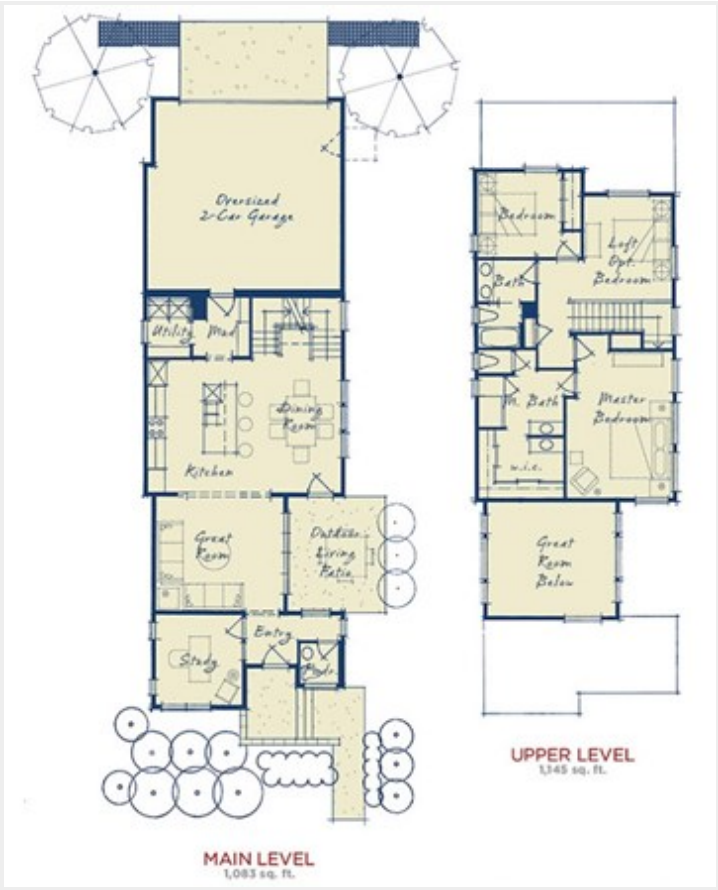 Oversized
2-Car Garage
Utility
Mud
Dining
Room
Kitchen
Great
Room
Outdoor
Living
Patio
Entry
Study
Pwdr.
MAIN LEVEL
1,083 sq. ft.
Bedroom
Loft
Opt.
Bedroom
Bath
M. Bath
Master
Bedroom
w.i.c.
Great
Room
Below
UPPER LEVEL
1,145 sq. ft.